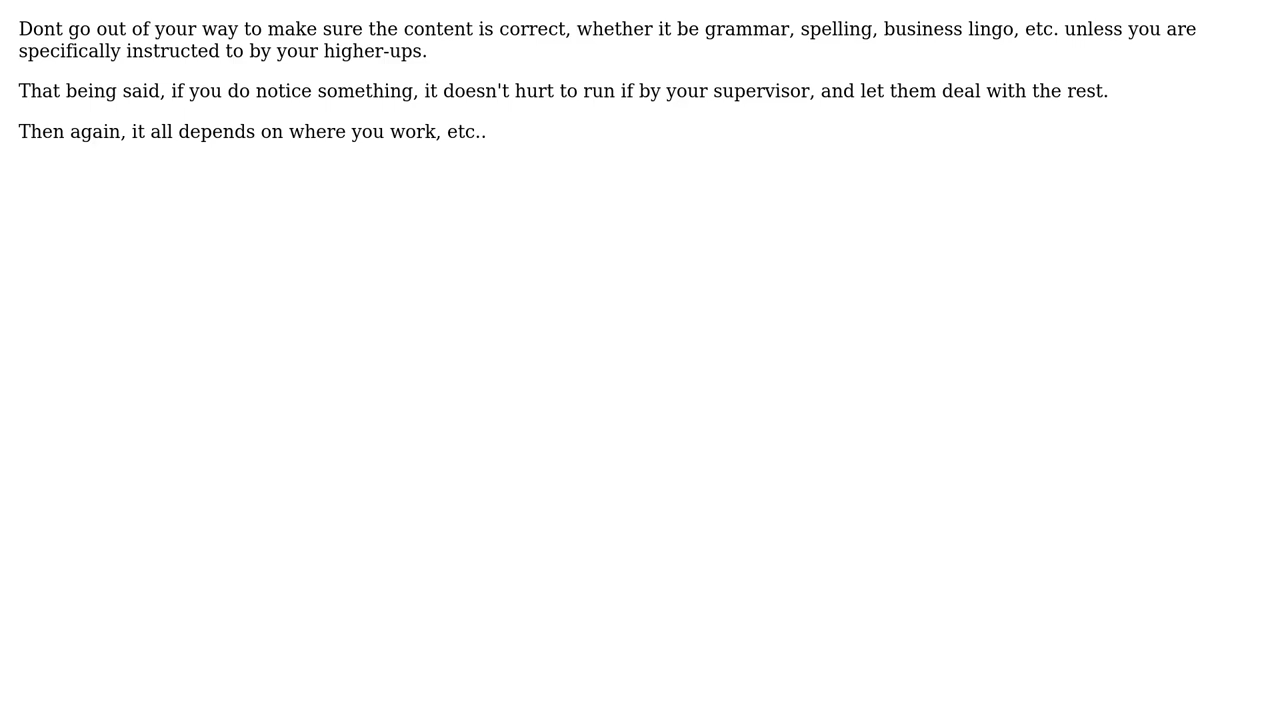 Dont go out of your way to make sure the content is correct, whether it be grammar, spelling, business lingo, etc. unless you are
specifically instructed to by your higher-ups.
That being said, if you do notice something, it doesn't hurt to run if by your supervisor, and let them deal with the rest.
Then again, it all depends on where you work, etc..